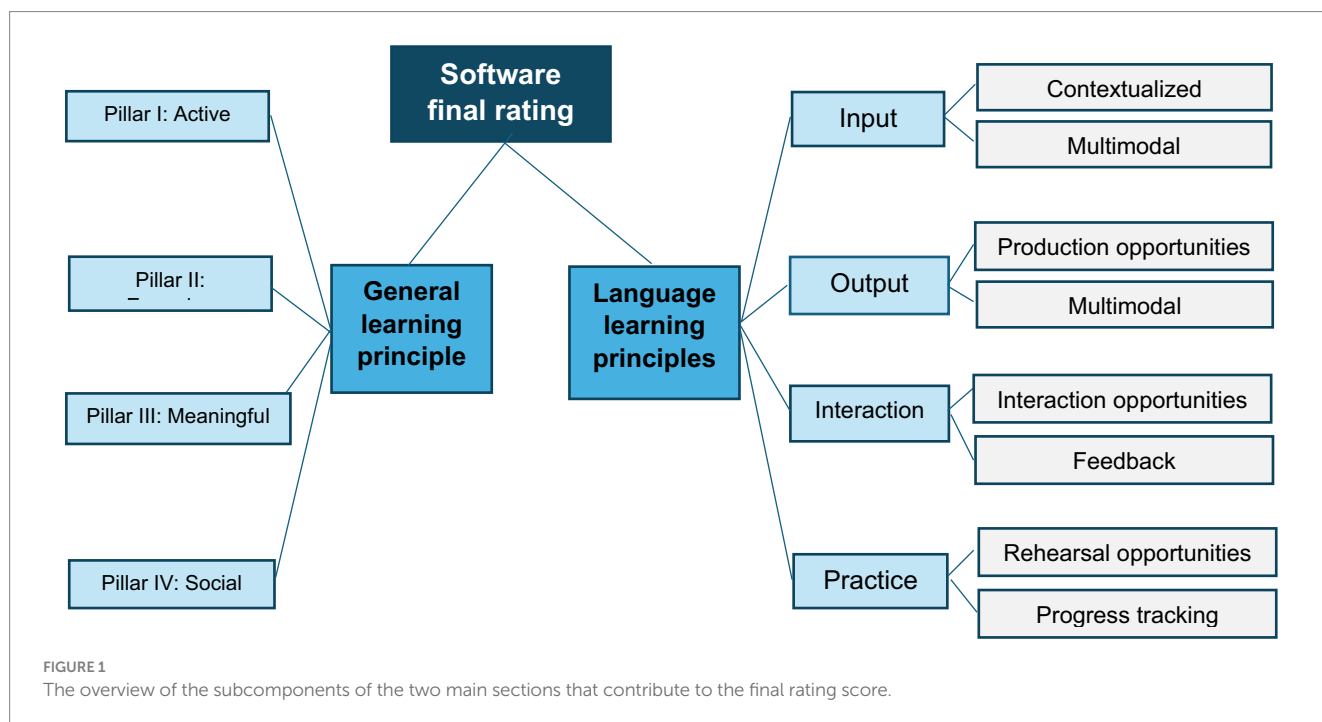 Software
final rating
Pillar I: Active
Pillar II:
Pillar III: Meaningful
Pillar IV: Social
General
learning
principle
Language
learning
principles
Input
Contextualized
Multimodal
Output
Production opportunities
Multimodal
Interaction
Interaction opportunities
Feedback
Practice
Rehearsal opportunities
Progress tracking
FIGURE 1
The overview of the subcomponents of the two main sections that contribute to the final rating score.